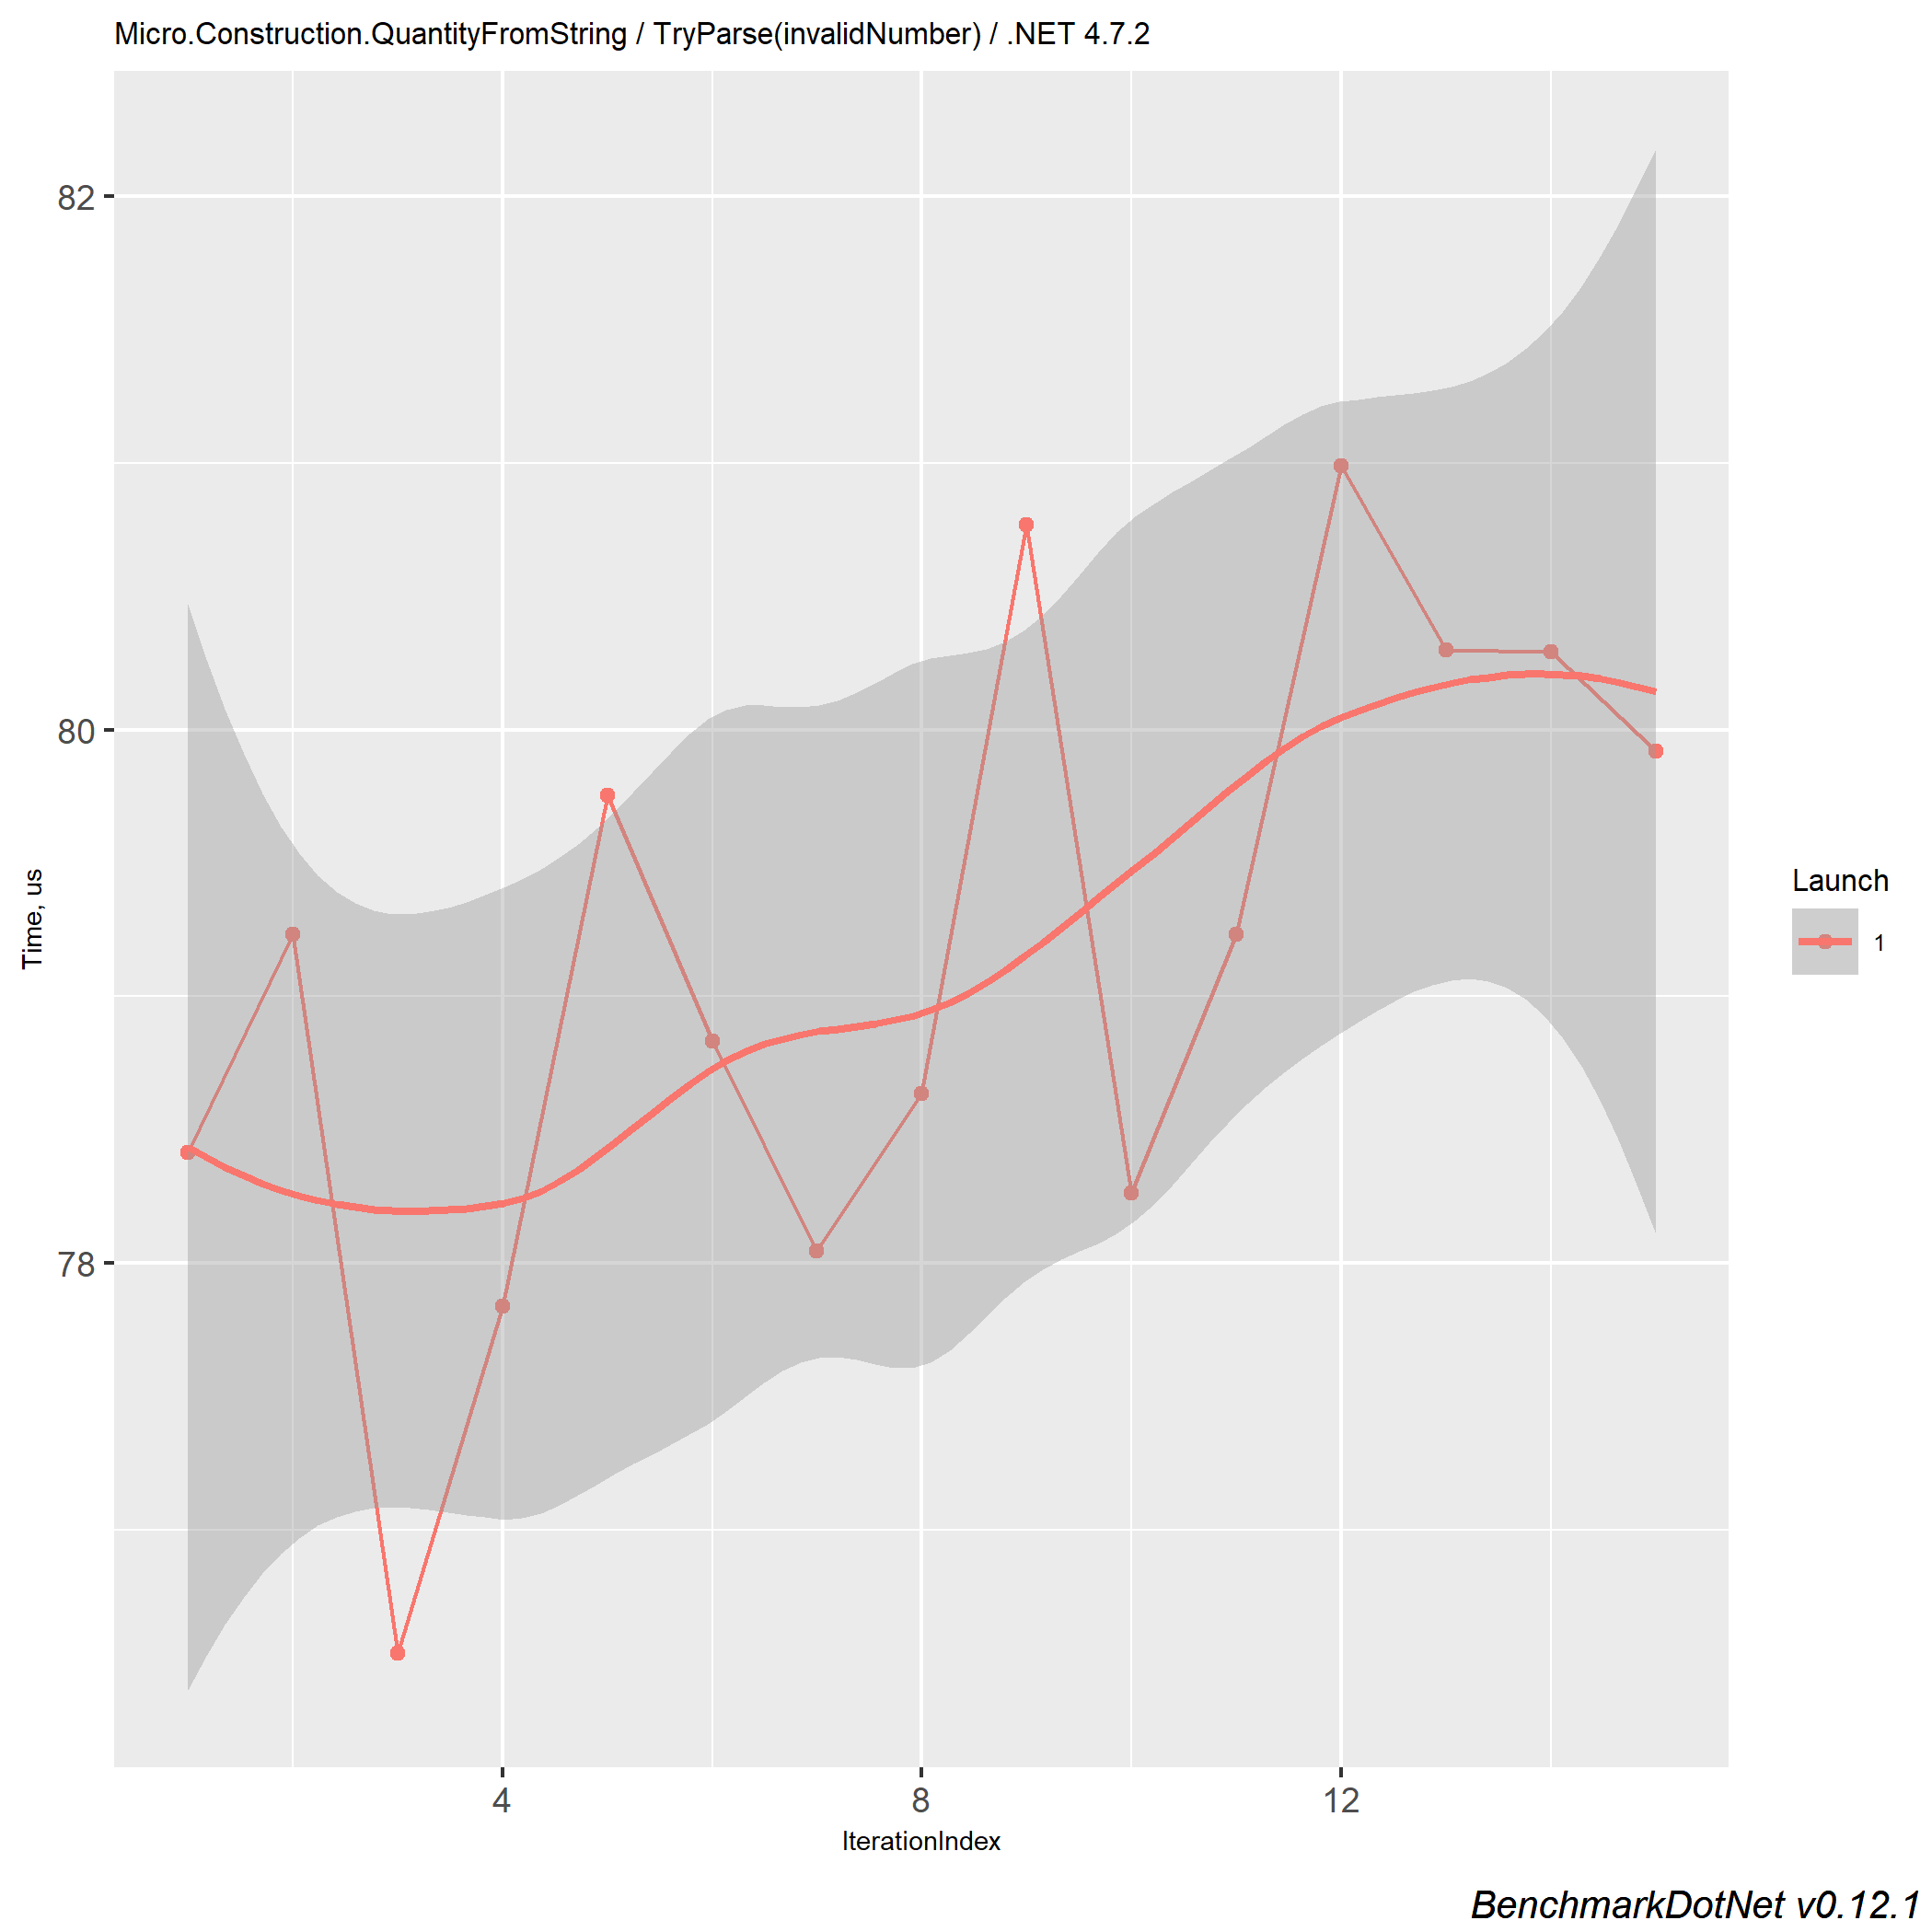 Micro.Construction.QuantityFromString / TryParse(invalidNumber) / .NET 4.7.2
82
80
78
Time, us
4
8
12
IterationIndex
Launch
1
BenchmarkDotNet v0.12.1